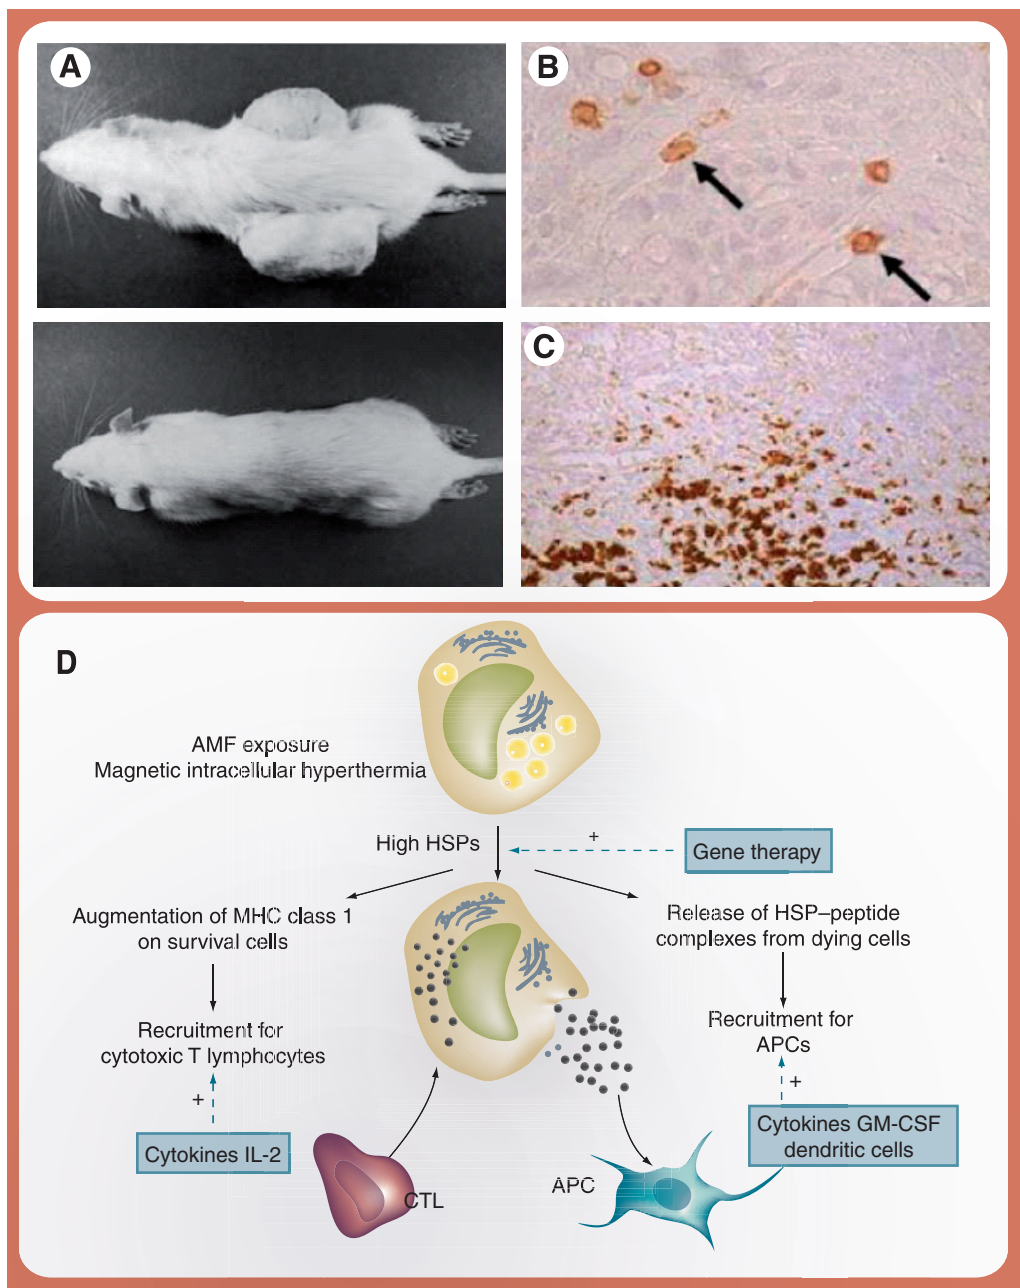 A
B
C
D
AMF exposure
Magnetic intracellular hyperthermia
High HSPs
+
Gene therapy
Augmentation of MHC class 1
on survival cells
Release of HSP–peptide
complexes from dying cells
Recruitment for
cytotoxic T lymphocytes
Recruitment for
APCs
+
+
Cytokines IL-2
Cytokines GM-CSF
dendritic cells
CTL
APC